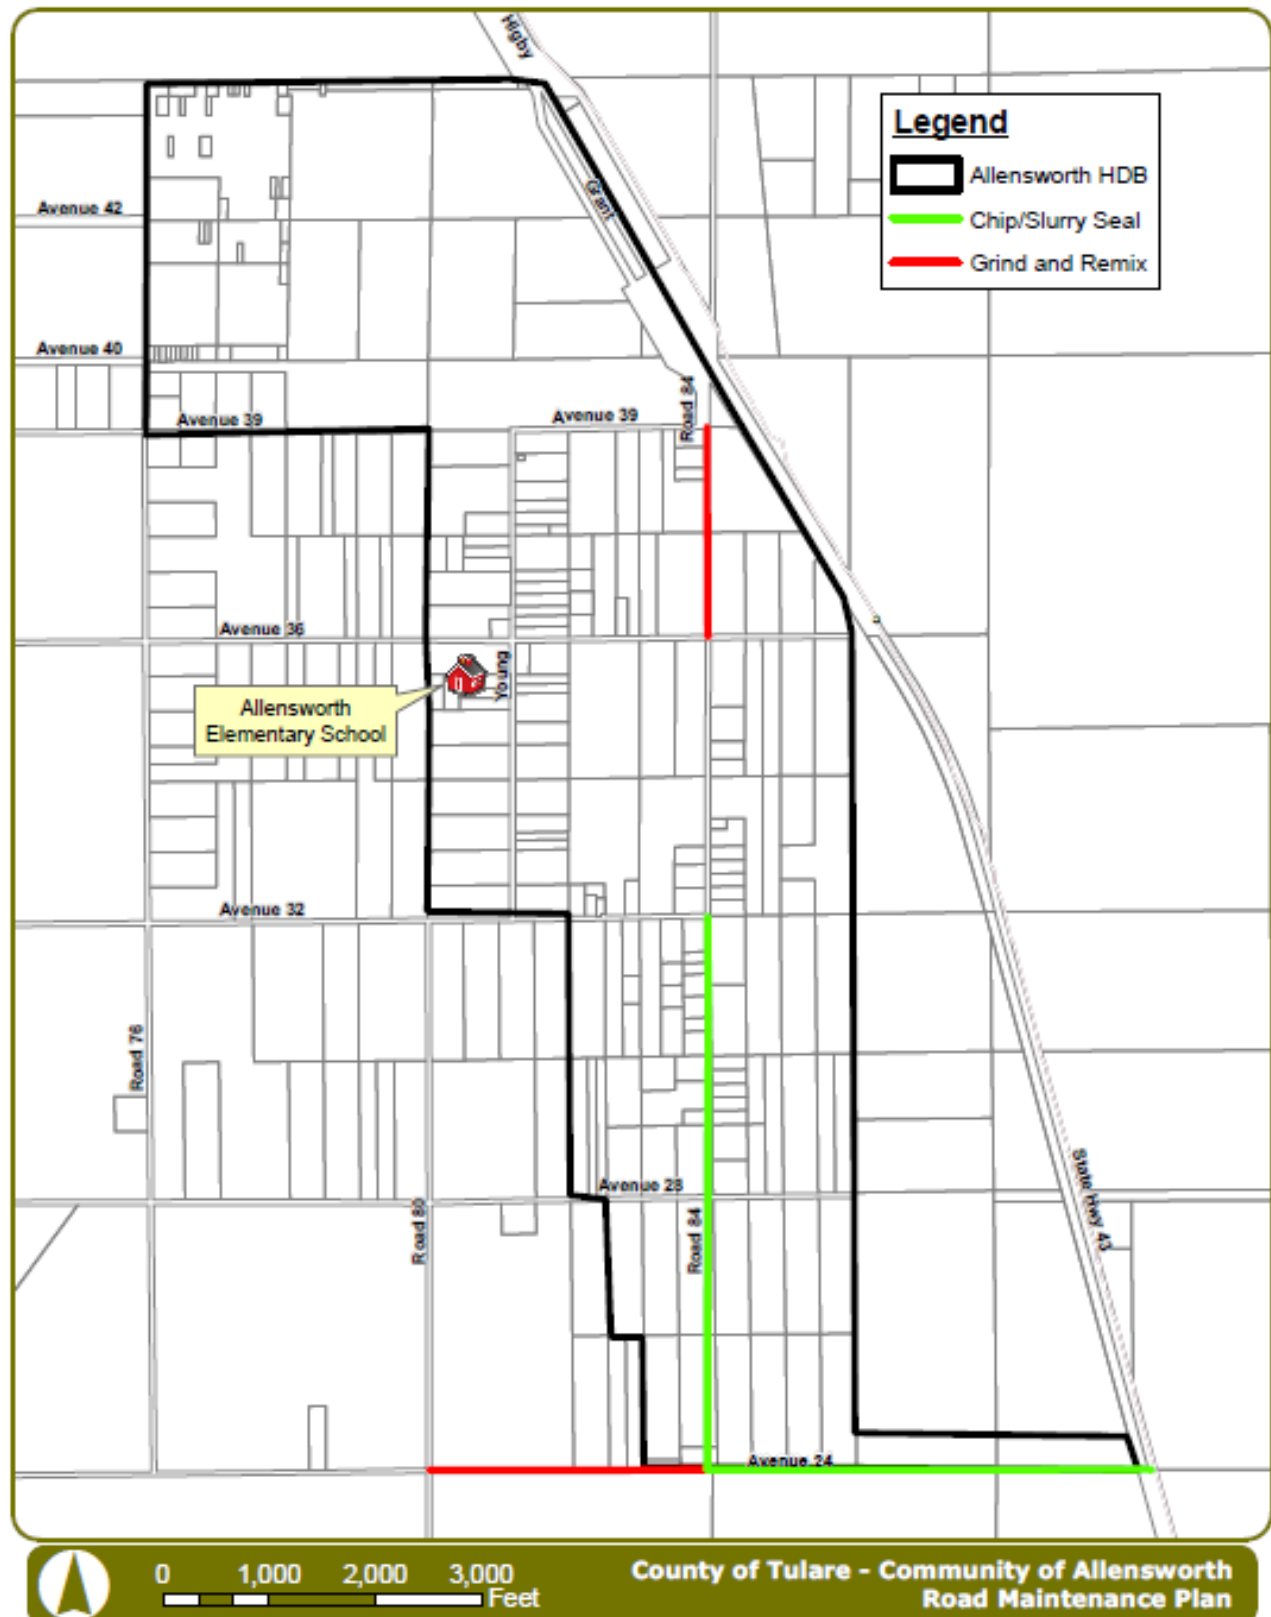 Higby
Legend
Allensworth HDB
Chip/Slurry Seal
Grind and Remix
Grant
Avenue 42
Avenue 40
Road 84
Avenue 39
Avenue 39
Avenue 36
Young
Allensworth
Elementary School
Avenue 32
Road 76
State Hwy 43
Avenue 28
Road 80
Road 84
Avenue 24
0 1,000 2,000 3,000
Feet
County of Tulare - Community of Allensworth
Road Maintenance Plan